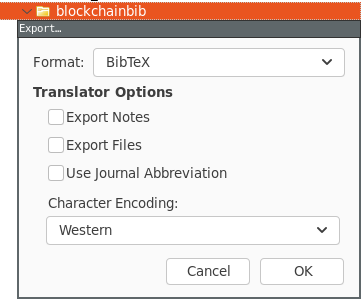 blockchainbib
Export…
Format: BibTeX
Translator Options
Export Notes
Export Files
Use Journal Abbreviation
Character Encoding:
Western
Cancel OK